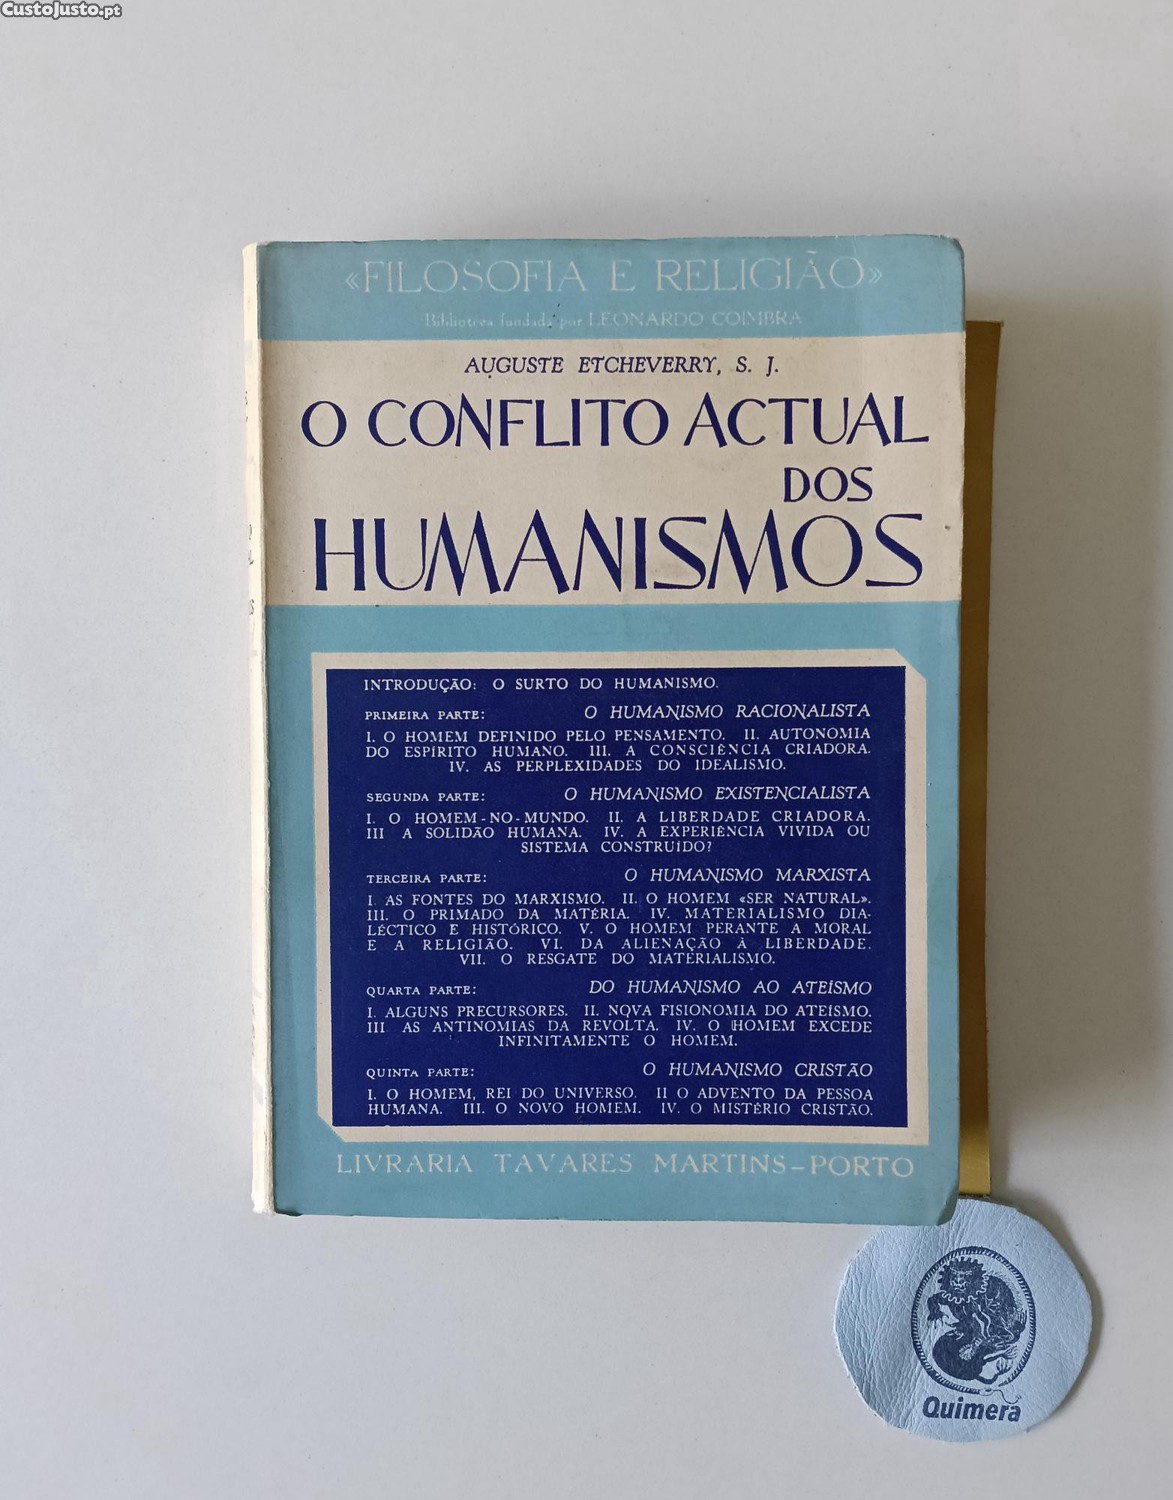 CustoJusto.pt
«FILOSOFIA E RELIGIÃO»
Biblioteca fundada por LEONARDO COIMBRA
AUGUSTE ETCHEVERRY, S. J.
O CONFLITO ACTUAL
DOS
HUMANISMOS
INTRODUÇÃO: O SURTO DO HUMANISMO.
PRIMEIRA PARTE: O HUMANISMO RACIONALISTA
I. O HOMEM DEFINIDO PELO PENSAMENTO. II. AUTONOMIA
DO ESPÍRITO HUMANO. III. A CONSCIÊNCIA CRIADORA.
IV. AS PERPLEXIDADES DO IDEALISMO.
SEGUNDA PARTE: O HUMANISMO EXISTENCIALISTA
I. O HOMEM-NO-MUNDO. II. A LIBERDADE CRIADORA.
III A SOLIDÃO HUMANA. IV. A EXPERIÊNCIA VIVIDA OU
SISTEMA CONSTRUÍDO?
TERCEIRA PARTE: O HUMANISMO MARXISTA
I. AS FONTES DO MARXISMO. II. O HOMEM «SER NATURAL».
III. O PRIMADO DA MATÉRIA. IV. MATERIALISMO DIA-
LÉCTICO E HISTÓRICO. V. O HOMEM PERANTE A MORAL
E A RELIGIÃO. VI. DA ALIENAÇÃO À LIBERDADE.
VII. O RESGATE DO MATERIALISMO.
QUARTA PARTE: DO HUMANISMO AO ATEÍSMO
I. ALGUNS PRECURSORES. II. NOVA FISIONOMIA DO ATEÍSMO.
III AS ANTINOMIAS DA REVOLTA. IV. O HOMEM EXCEDE
INFINITAMENTE O HOMEM.
QUINTA PARTE: O HUMANISMO CRISTÃO
I. O HOMEM, REI DO UNIVERSO. II O ADVENTO DA PESSOA
HUMANA. III. O NOVO HOMEM. IV. O MISTÉRIO CRISTÃO.
LIVRARIA TAVARES MARTINS-PORTO
Quimera